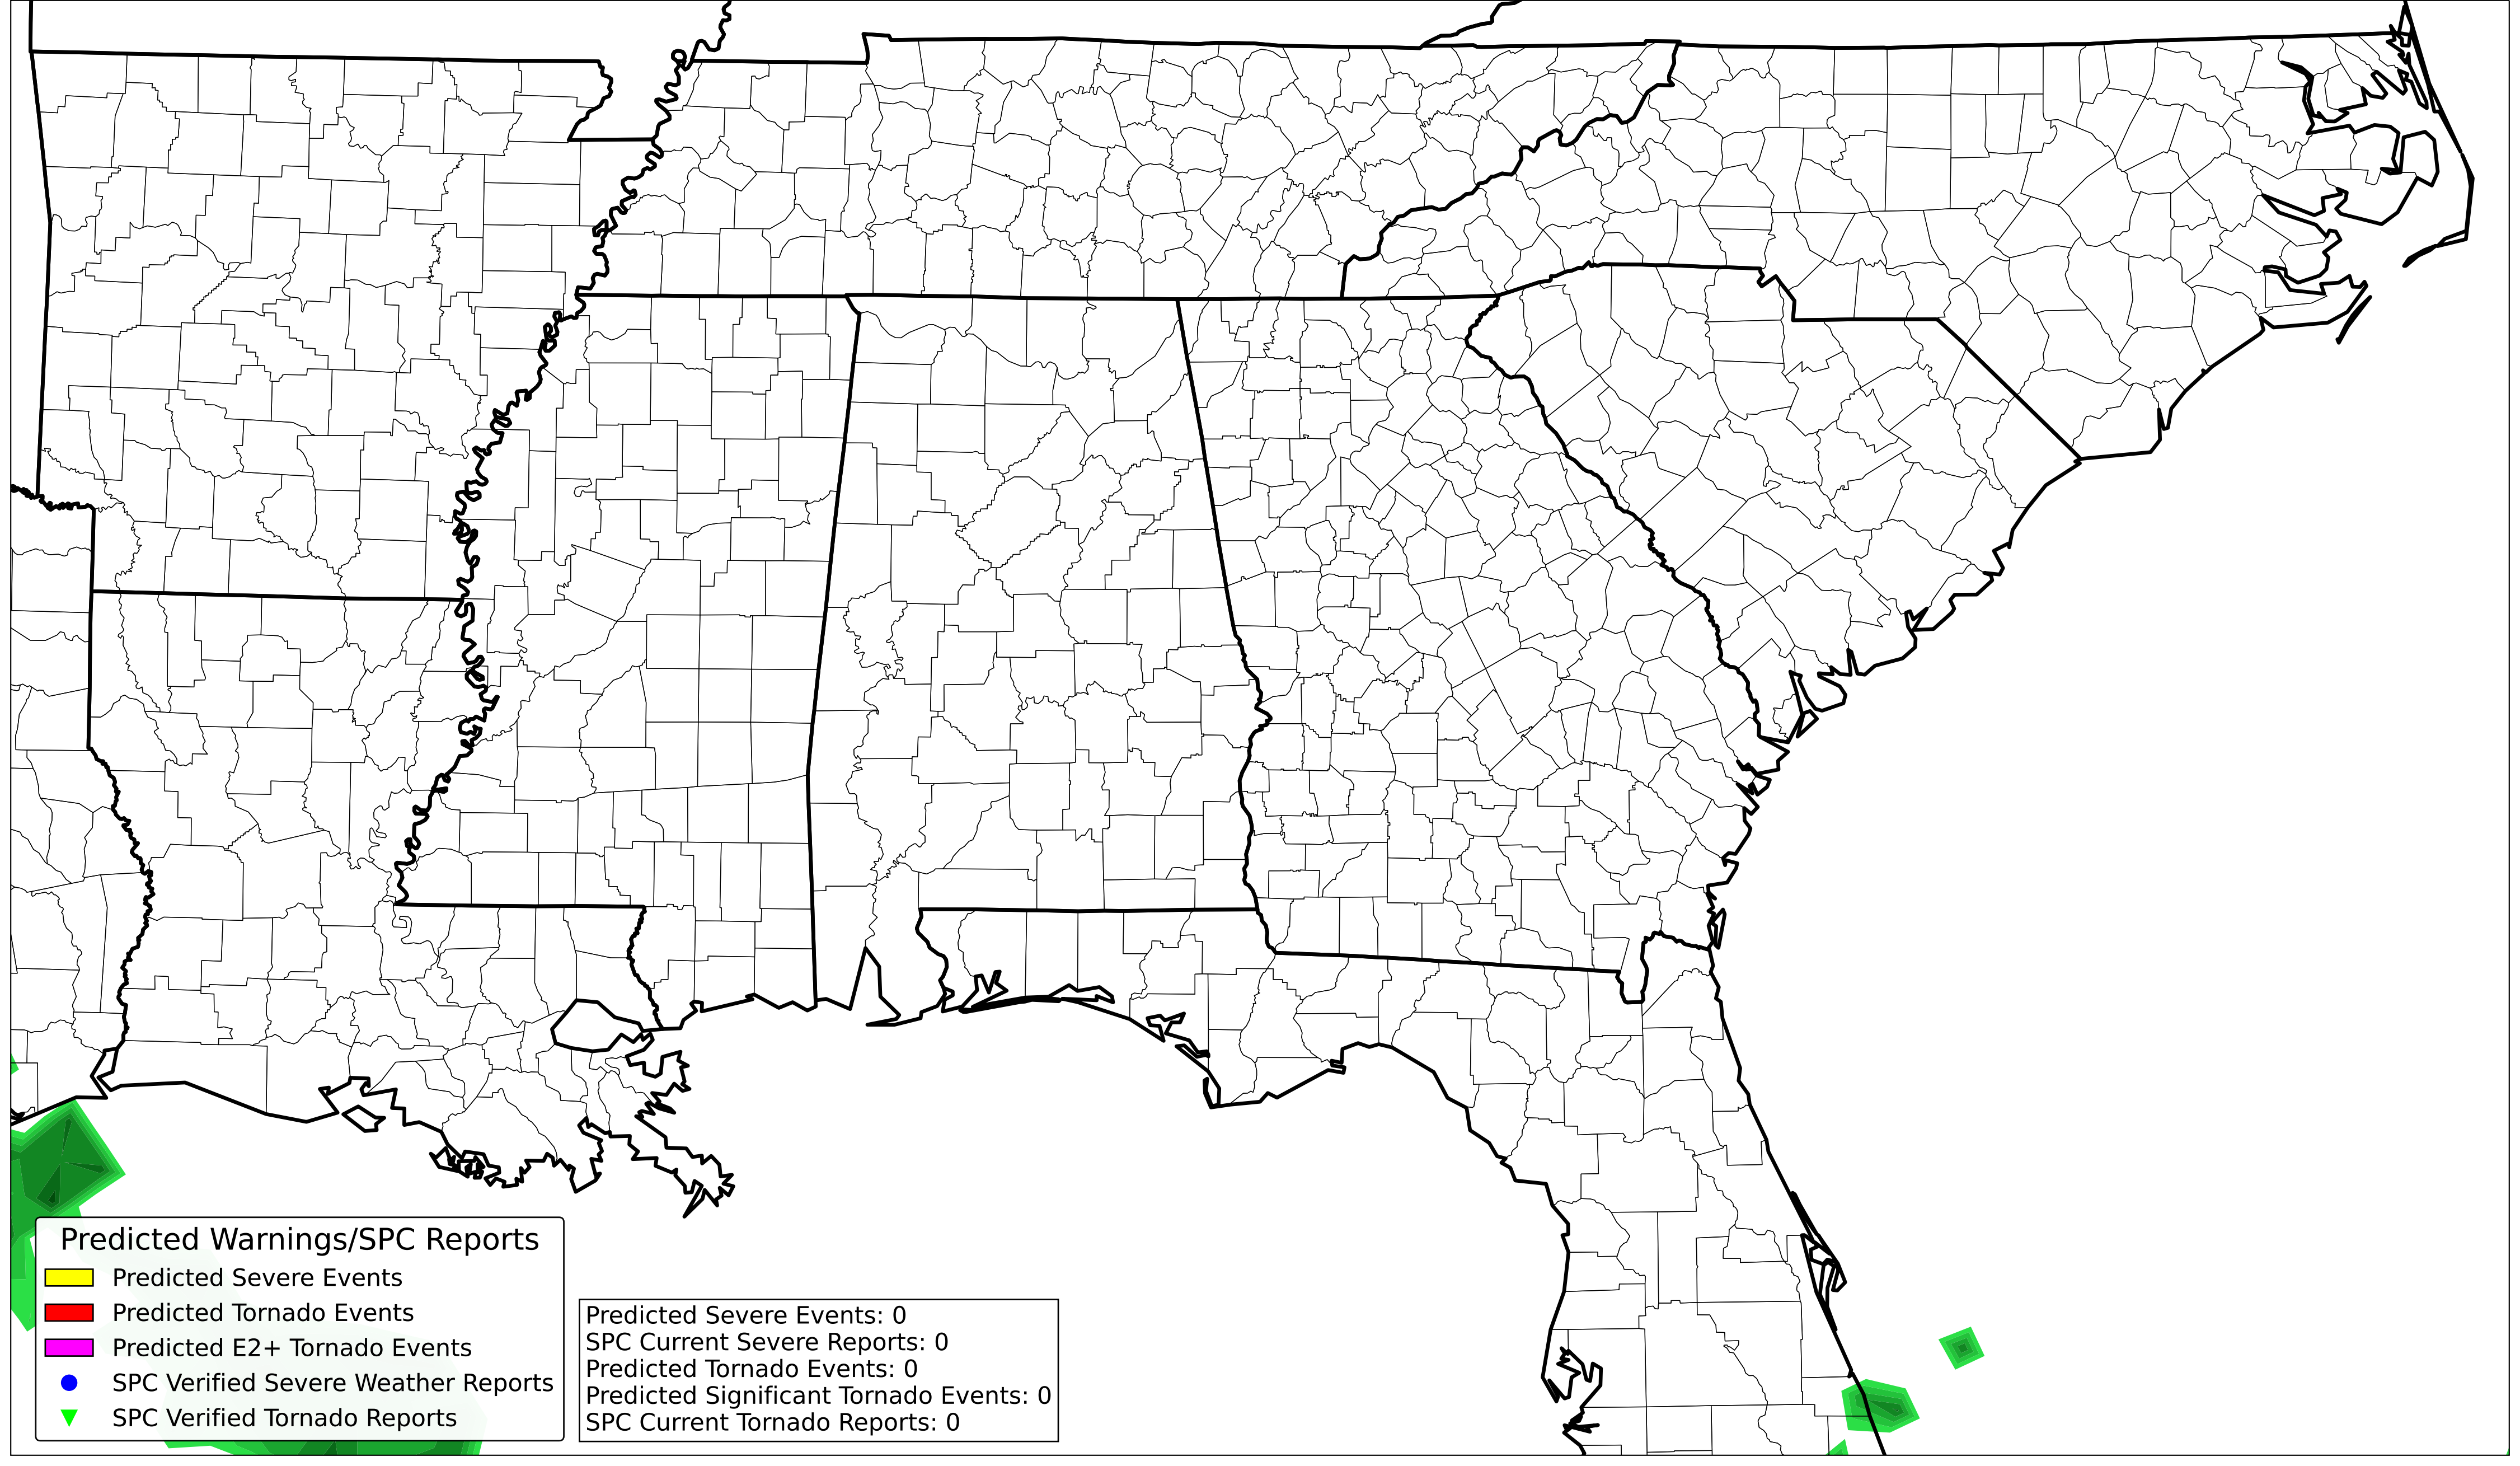 Predicted Warnings/SPC Reports
Predicted Severe Events
Predicted Tornado Events
Predicted E2+ Tornado Events
SPC Verified Severe Weather Reports
SPC Verified Tornado Reports
Predicted Severe Events: 0
SPC Current Severe Reports: 0
Predicted Tornado Events: 0
Predicted Significant Tornado Events: 0
SPC Current Tornado Reports: 0